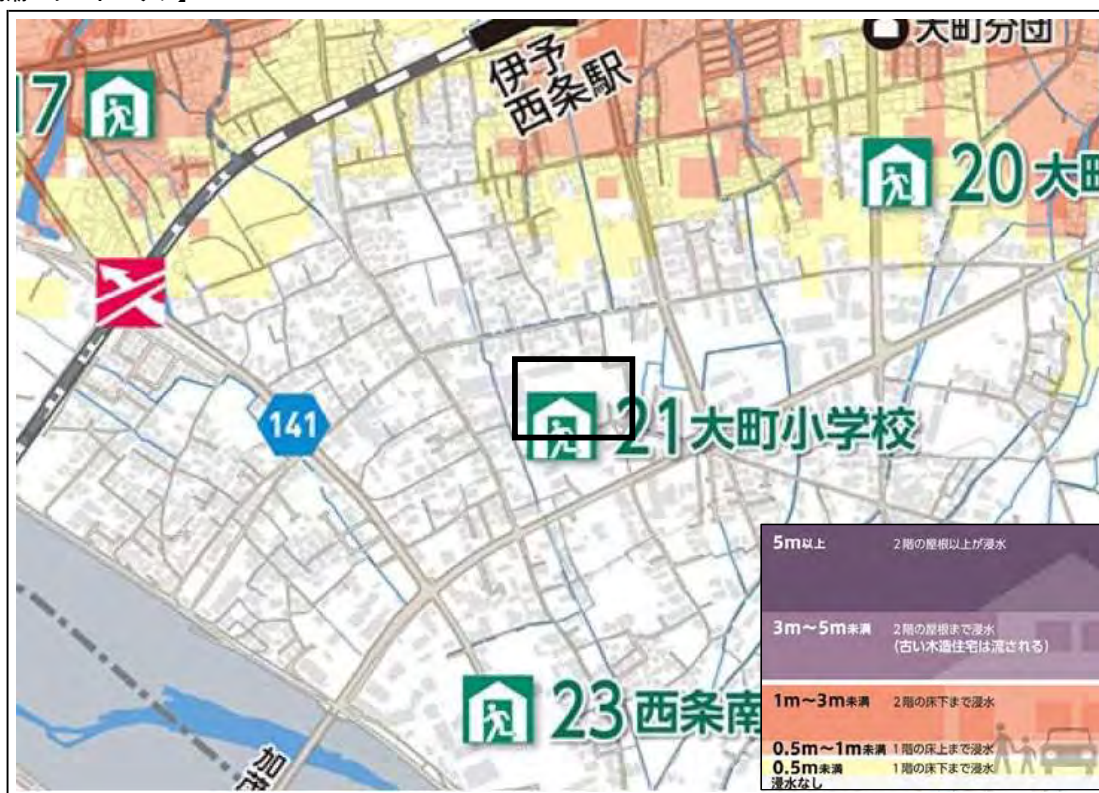 大町分団
伊予
西条駅
17
20 大町
141
21 大町小学校
23 西条南
加茂
5m以上 2階の屋根以上が浸水
3m～5m未満 2階の屋根まで浸水
(古い木造住宅は流される)
1m～3m未満 2階の床下まで浸水
0.5m～1m未満 1階の床上まで浸水
0.5m未満 1階の床下まで浸水
浸水なし